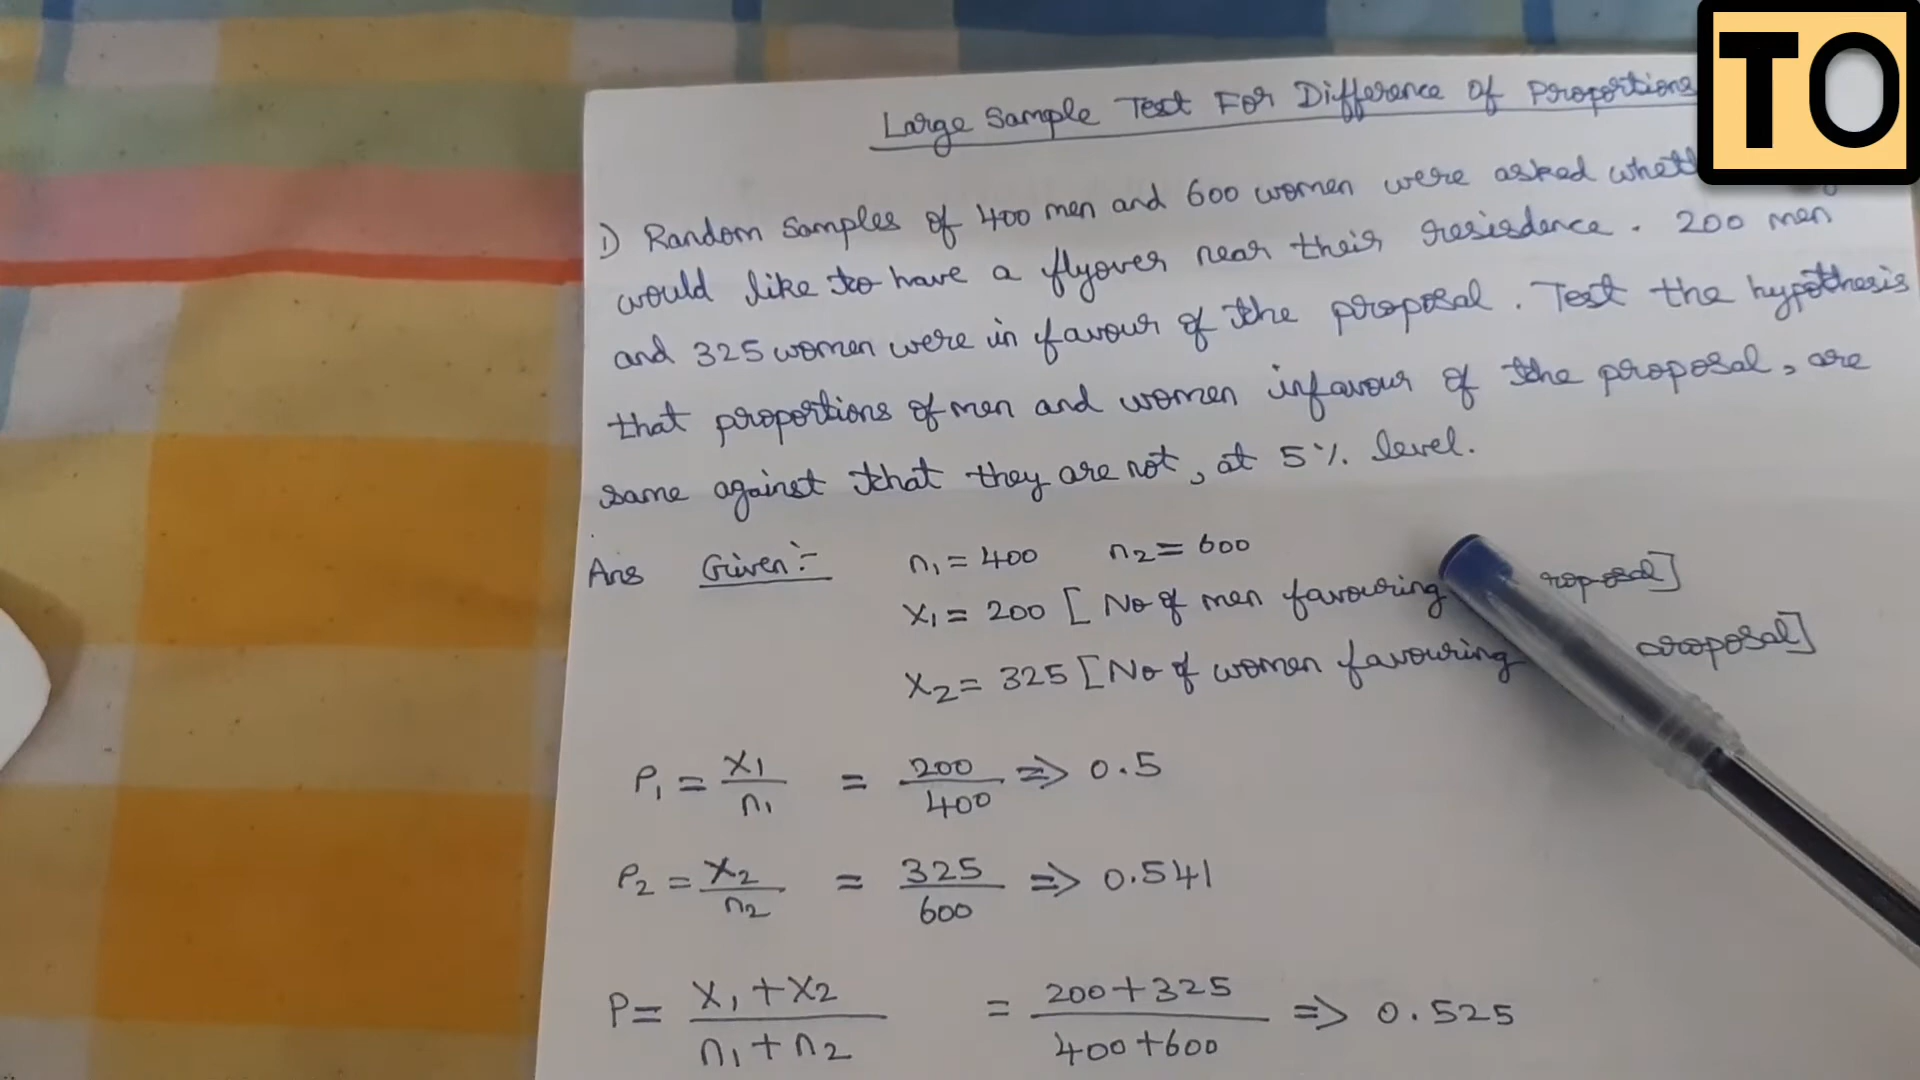 TO
Large Sample Test For Difference of Proportions
1) Random Samples of 400 men and 600 women were asked
would like to have a flyover near their resisdence. 200 men
and 325 women were in favour of the proposal. Test the hypothesis
that proportions of men and women infavour of the proposal, are
same against that they are not, at 5% level.
Ans Given:- n₁ = 400 n₂ = 600
X₁ = 200 [No of men favouring roposal]
X₂ = 325 [No of women favouring proposal]
P₁ = X₁/n₁ = 200/400 => 0.5
P₂ = X₂/n₂ = 325/600 => 0.541
P = X₁+X₂/n₁+n₂ = 200+325/400+600 => 0.525